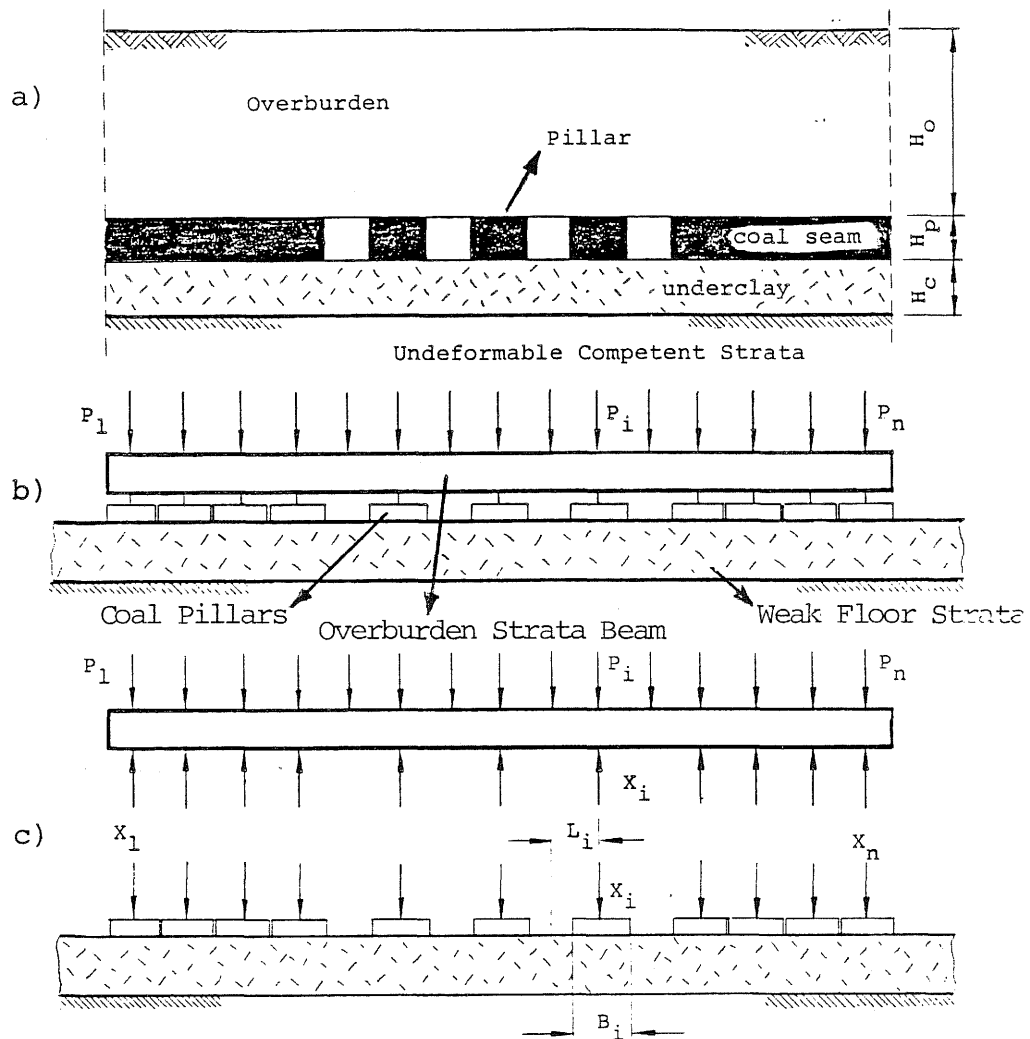 a)
Overburden
Pillar
H_o
coal seam
H_p
underclay
H_c
Undeformable Competent Strata
P_1
P_i
P_n
b)
Coal Pillars
Overburden Strata Beam
Weak Floor Strata
P_1
P_i
P_n
X_i
c)
X_1
L_i
X_n
X_i
B_i